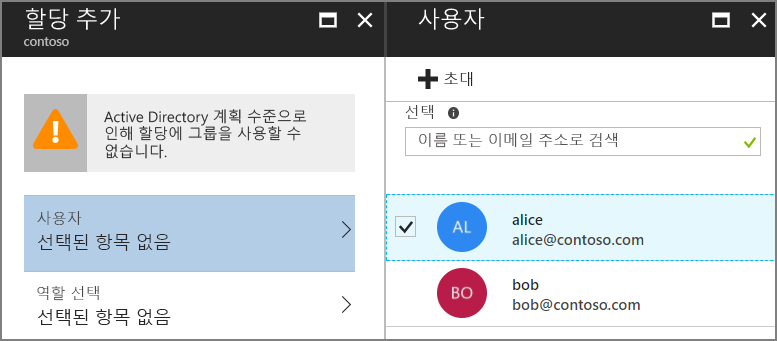 할당 추가
contoso
Active Directory 계획 수준으로
인해 할당에 그룹을 사용할 수
없습니다.
사용자
선택된 항목 없음
역할 선택
선택된 항목 없음
사용자
초대
선택
이름 또는 이메일 주소로 검색
AL
alice
alice@contoso.com
BO
bob
bob@contoso.com